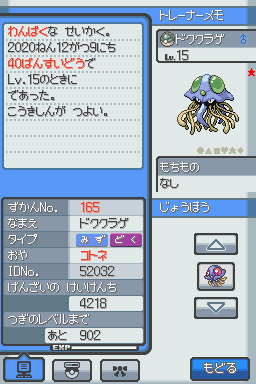 トレーナーメモ
わんぱくな せいかく。
2020ねん12がつ9にち
40ばんすいどうで
Lv.15のときに
であった。
こうきしんが つよい。
ドククラゲ ♂
Lv.15
もちもの
なし
じょうほう
ずかんNo. 165
なまえ ドククラゲ
タイプ みず どく
おや コトネ
IDNo. 52032
げんざいの けいけんち
4218
つぎのレベルまで
あと 902
EXP
もどる